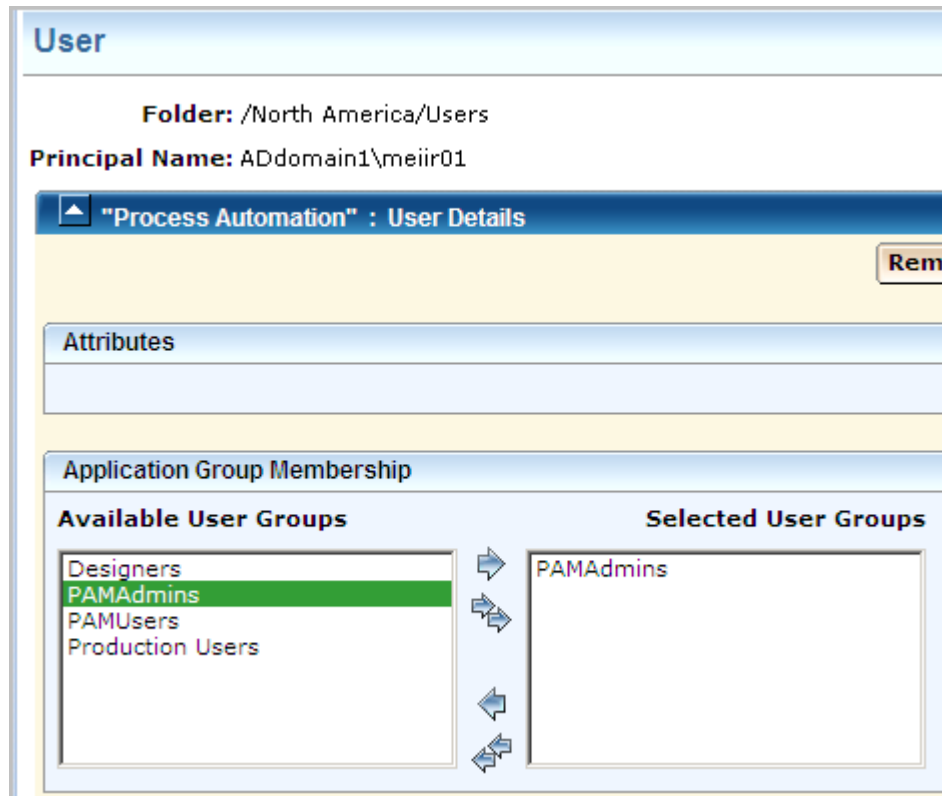 User
Folder: /North America/Users
Principal Name: ADdomain1\meiir01
"Process Automation" : User Details
Rem
Attributes
Application Group Membership
Available User Groups
Selected User Groups
Designers
PAMAdmins
PAMUsers
Production Users
PAMAdmins